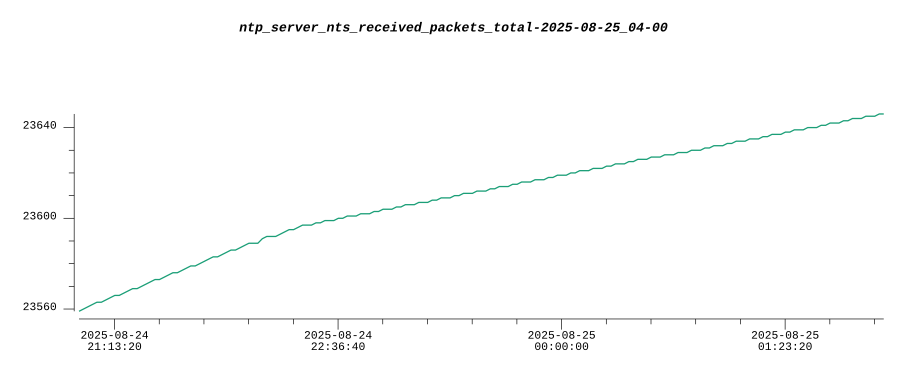 ntp_server_nts_received_packets_total-2025-08-25_04-00
23640
23600
23560
2025-08-24 2025-08-24 2025-08-25 2025-08-25
21:13:20 22:36:40 00:00:00 01:23:20